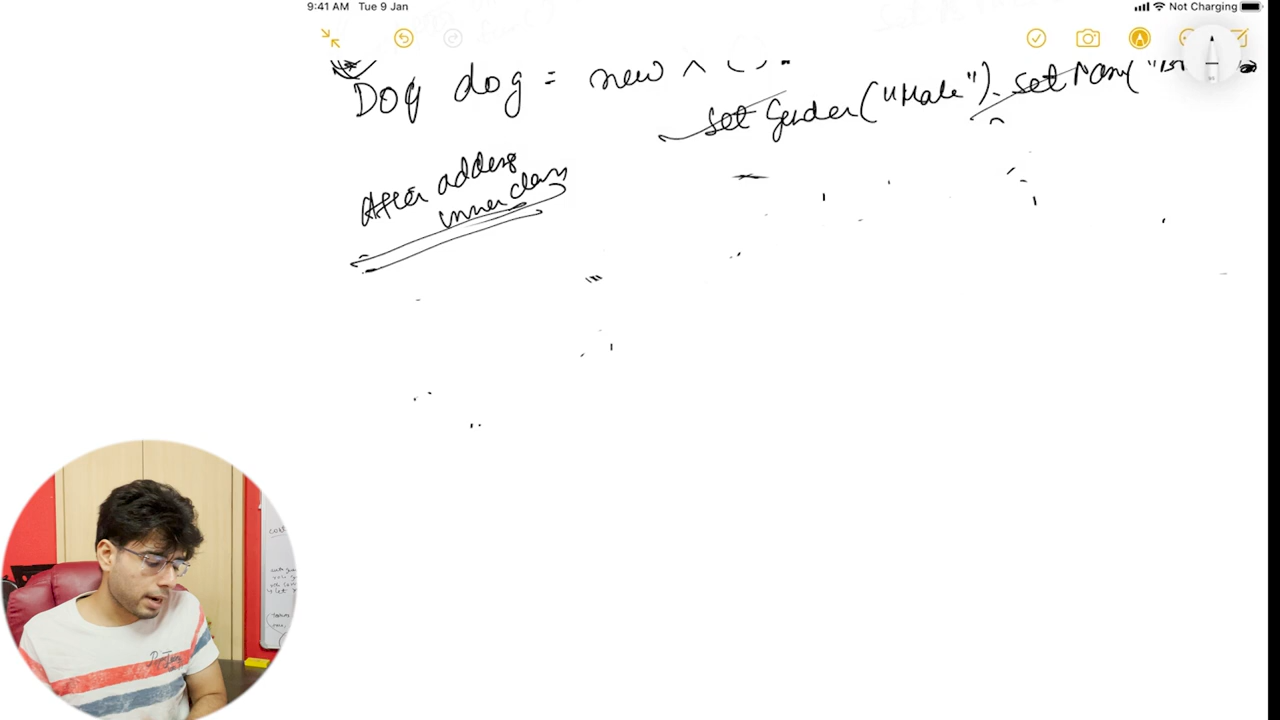 9:41 AM Tue 9 Jan
Not Charging
Dog dog = new
set Gender("Male"). set Name("
After address
inner class